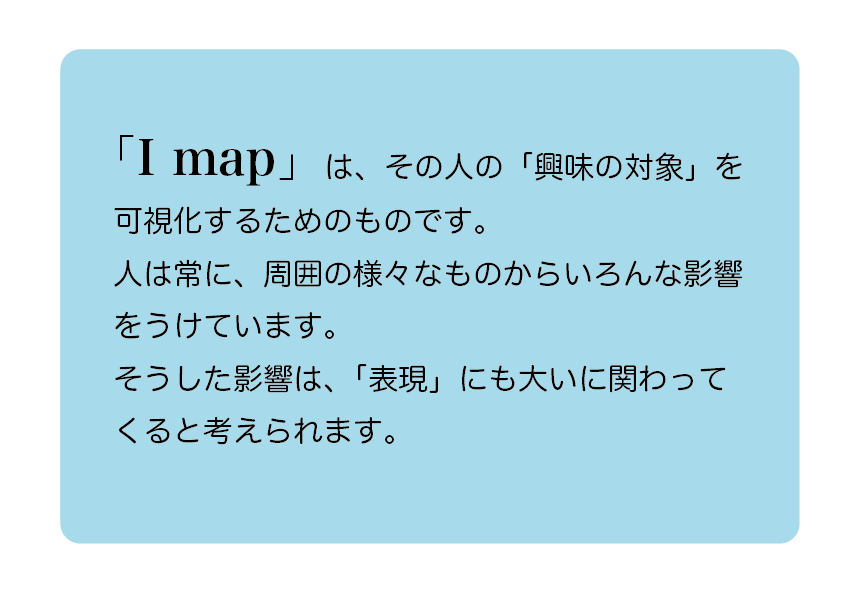 「I map」 は、その人の「興味の対象」を
可視化するためのものです。
人は常に、周囲の様々なものからいろんな影響
をうけています。
そうした影響は、「表現」にも大いに関わって
くると考えられます。